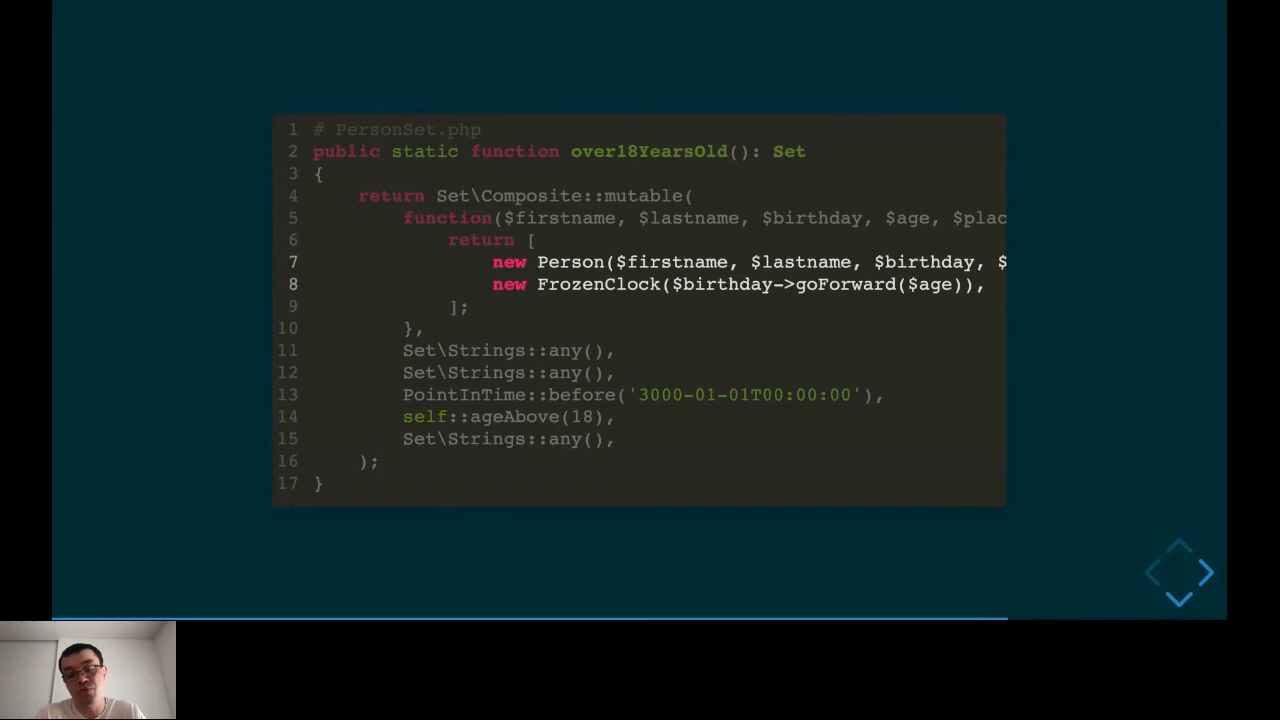 1 # PersonSet.php
2 public static function over18YearsOld(): Set
3 {
4 return Set\Composite::mutable(
5 function($firstname, $lastname, $birthday, $age, $plac
6 return [
7 new Person($firstname, $lastname, $birthday, $
8 new FrozenClock($birthday->goForward($age)),
9 ];
10 },
11 Set\Strings::any(),
12 Set\Strings::any(),
13 PointInTime::before('3000-01-01T00:00:00'),
14 self::ageAbove(18),
15 Set\Strings::any(),
16 );
17 }